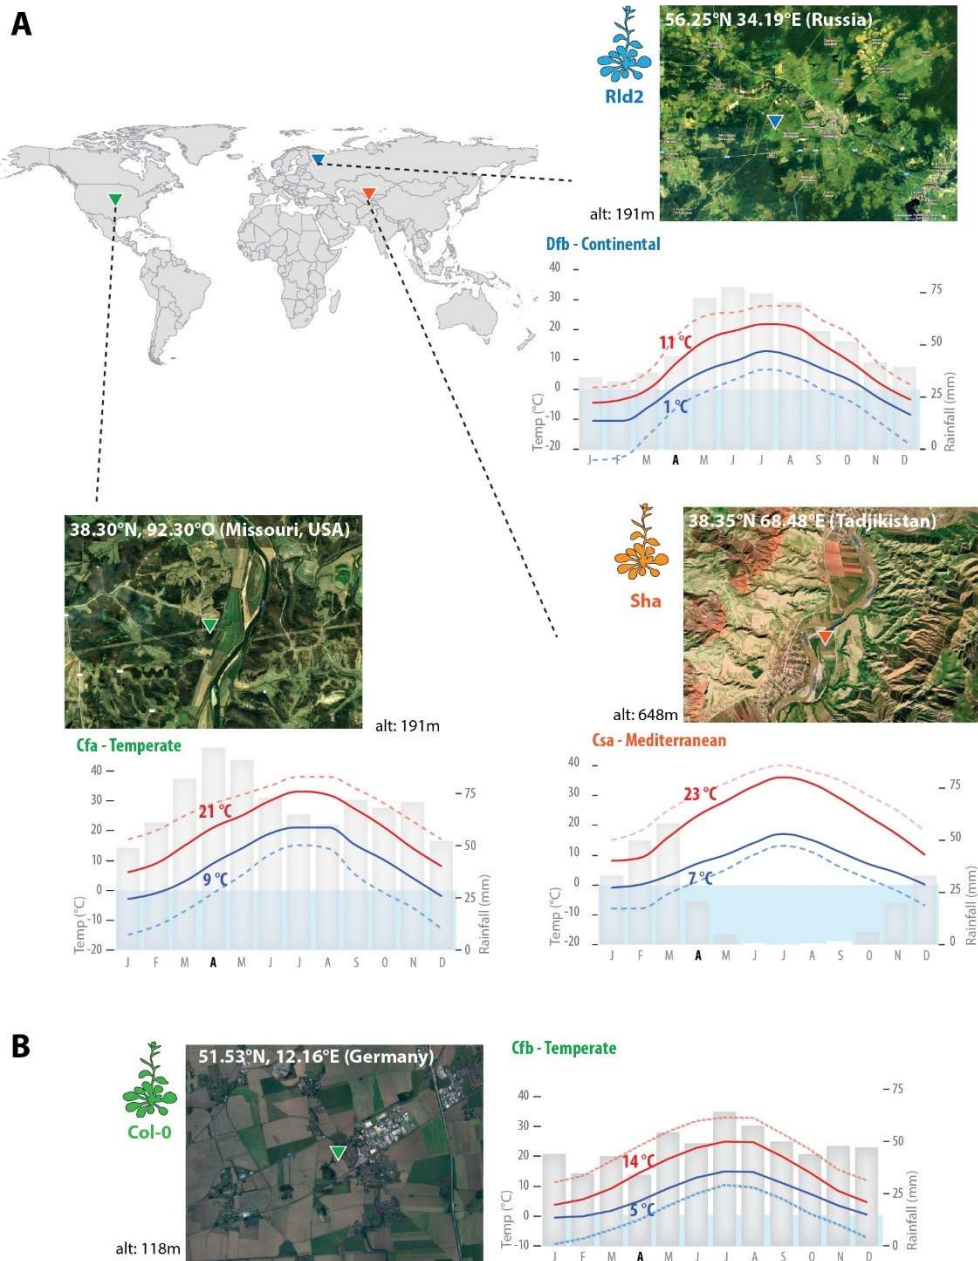 A
56.25°N 34.19°E (Russia)
Rld2
alt: 191m
Dfb - Continental
40
30
20
10
0
-10
-20
Temp (°C)
11 °C
1 °C
75
50
25
0
Rainfall (mm)
J F M A M J J A S O N D
38.30°N, 92.30°O (Missouri, USA)
alt: 191m
Cfa - Temperate
40
30
20
10
0
-10
-20
Temp (°C)
21 °C
9 °C
75
50
25
0
Rainfall (mm)
J F M A M J J A S O N D
38.35°N 68.48°E (Tadjikistan)
Sha
alt: 648m
Csa - Mediterranean
40
30
20
10
0
-10
-20
Temp (°C)
23 °C
7 °C
75
50
25
0
Rainfall (mm)
J F M A M J J A S O N D
B
51.53°N, 12.16°E (Germany)
Col-0
alt: 118m
Cfb - Temperate
40
30
20
10
0
-10
Temp (°C)
14 °C
5 °C
75
50
25
0
Rainfall (mm)
J F M A M J J A S O N D